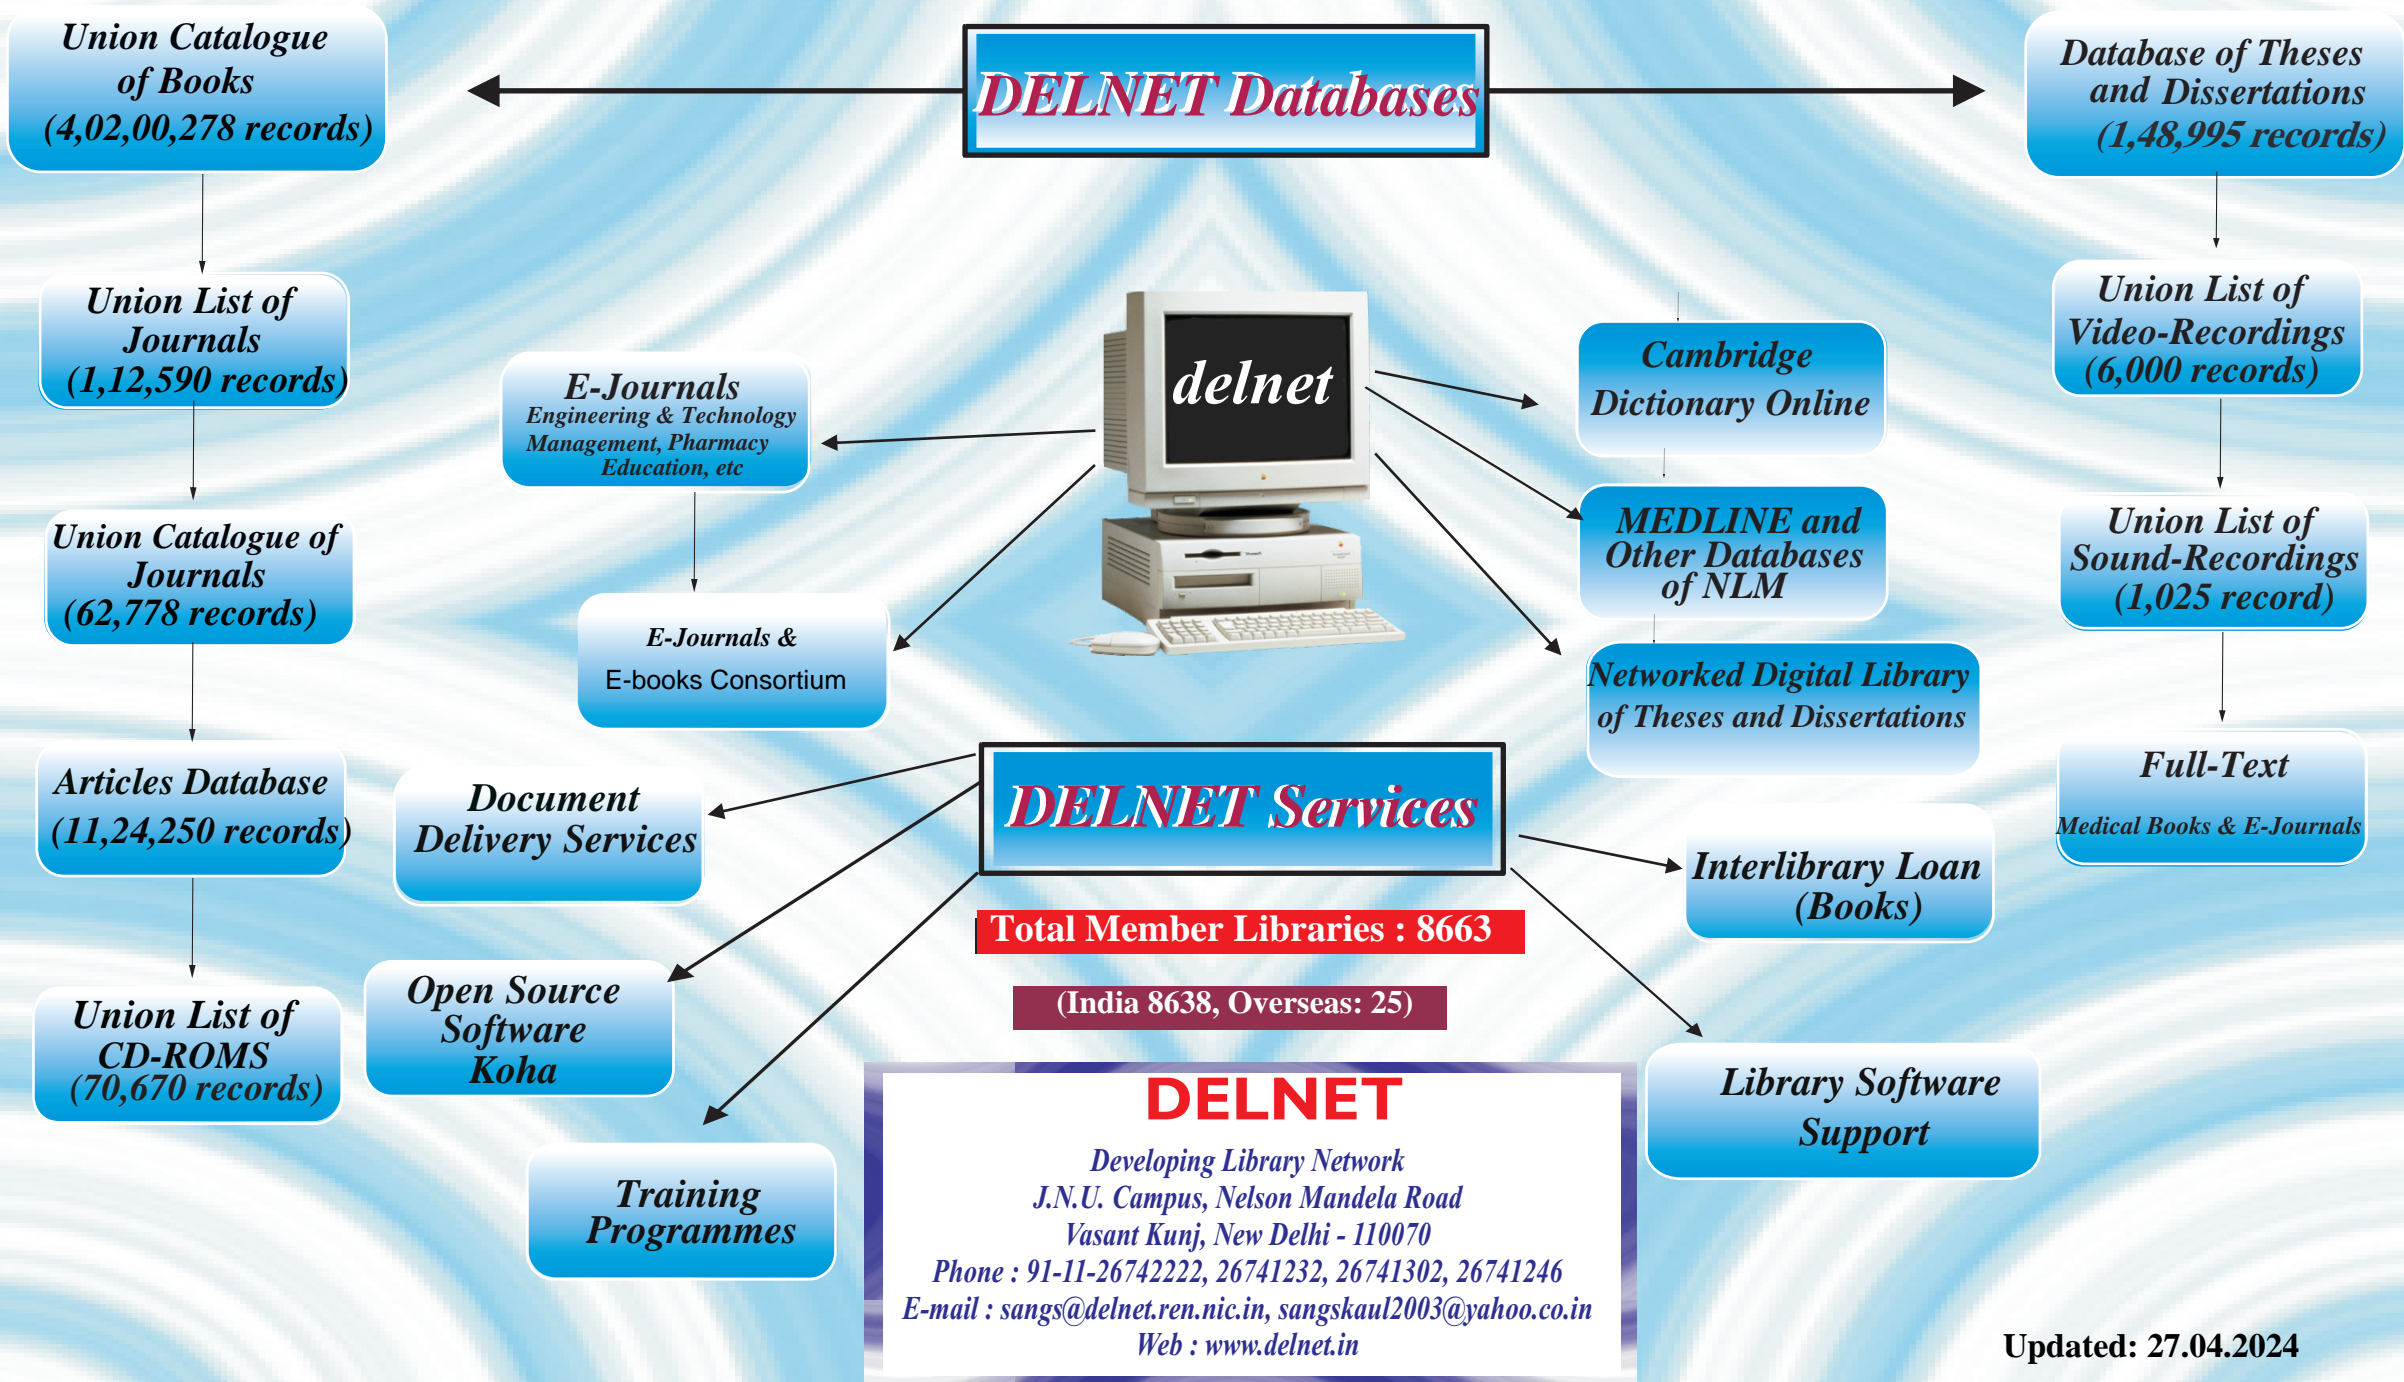 Union Catalogue
of Books
(4,02,00,278 records)
DELNET Databases
Database of Theses
and Dissertations
(1,48,995 records)
Union List of
Journals
(1,12,590 records)
Union Catalogue of
Journals
(62,778 records)
Articles Database
(11,24,250 records)
Union List of
CD-ROMS
(70,670 records)
E-Journals
Engineering & Technology
Management, Pharmacy
Education, etc
E-Journals &
E-books Consortium
delnet
Cambridge
Dictionary Online
MEDLINE and
Other Databases
of NLM
Networked Digital Library
of Theses and Dissertations
Union List of
Video-Recordings
(6,000 records)
Union List of
Sound-Recordings
(1,025 record)
Full-Text
Medical Books & E-Journals
DELNET Services
Document
Delivery Services
Open Source
Software
Koha
Training
Programmes
Interlibrary Loan
(Books)
Library Software
Support
Total Member Libraries : 8663
(India 8638, Overseas: 25)
DELNET
Developing Library Network
J.N.U. Campus, Nelson Mandela Road
Vasant Kunj, New Delhi - 110070
Phone : 91-11-26742222, 26741232, 26741302, 26741246
E-mail : sangs@delnet.ren.nic.in, sangskaul2003@yahoo.co.in
Web : www.delnet.in
Updated: 27.04.2024